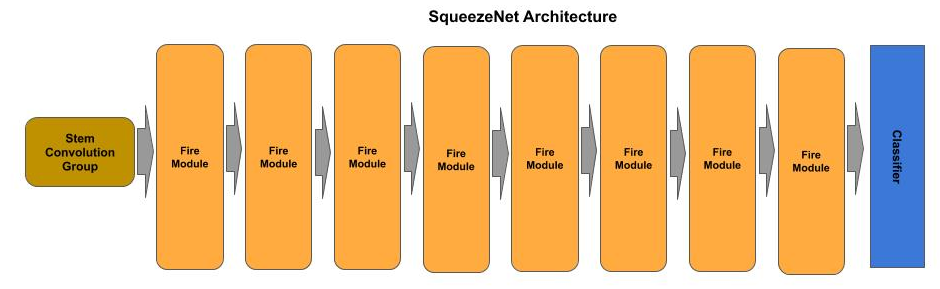 SqueezeNet Architecture
Stem
Convolution
Group
Fire
Module
Fire
Module
Fire
Module
Fire
Module
Fire
Module
Fire
Module
Fire
Module
Fire
Module
Classifier